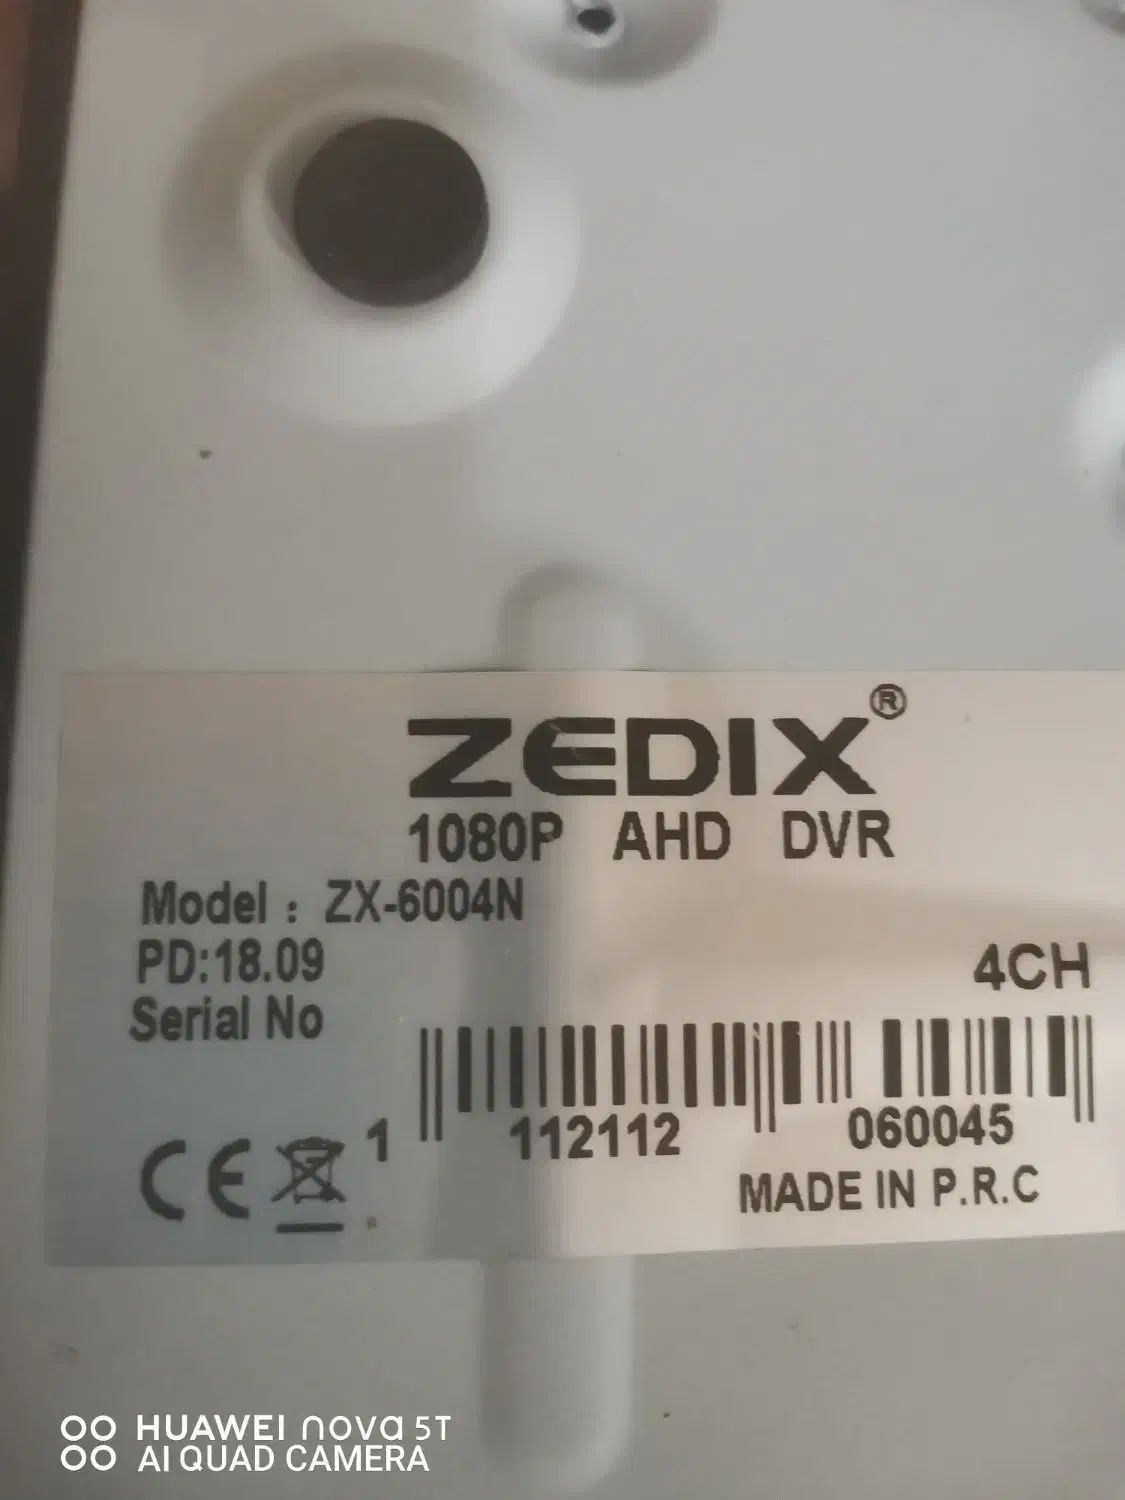 ZEDIX®
1080P AHD DVR
Model : ZX-6004N
PD:18.09
4CH
Serial No
1 112112 060045
CE
MADE IN P.R.C
HUAWEI nova 5T
AI QUAD CAMERA